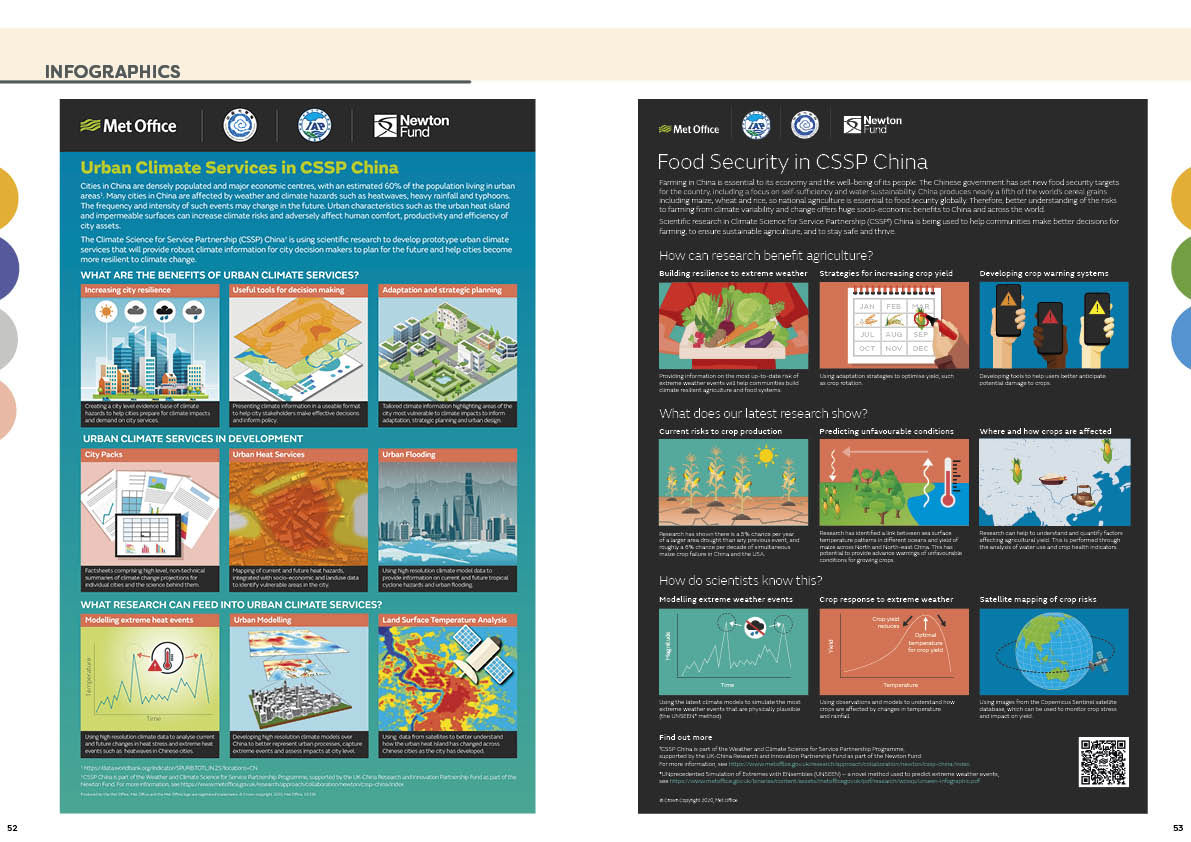 INFOGRAPHICS
Met Office
IAP
Newton
Fund
Urban Climate Services in CSSP China
Cities in China are densely populated and major economic centres, with an estimated 60% of the population living in urban
areas¹. Many cities in China are affected by weather and climate hazards such as heatwaves, heavy rainfall and typhoons.
The frequency and intensity of such events may change in the future. Urban characteristics such as the urban heat island
and impermeable surfaces can increase climate risks and adversely affect human comfort, productivity and efficiency of
city assets.
The Climate Science for Service Partnership (CSSP) China¹ is using scientific research to develop prototype urban climate
services that will provide robust climate information for city decision makers to plan for the future and help cities become
more resilient to climate change.
WHAT ARE THE BENEFITS OF URBAN CLIMATE SERVICES?
Increasing city resilience
Useful tools for decision making
Adaptation and strategic planning
Creating a city level evidence base of climate
hazards to help cities prepare for climate impacts
and demand on city services.
Presenting climate information in a useable format
to help city stakeholders make effective decisions
and inform policy.
Tailored climate information highlighting areas of the
city most vulnerable to climate impacts to inform
adaptation, strategic planning and urban design.
URBAN CLIMATE SERVICES IN DEVELOPMENT
City Packs
Urban Heat Services
Urban Flooding
Factsheets comprising high level, non-technical
summaries of climate change projections for
individual cities and the science behind them.
Mapping of current and future heat hazards,
integrated with socio-economic and landuse data
to identify vulnerable areas in the city.
Using high resolution climate model data to
provide information on current and future tropical
cyclone hazards and urban flooding.
WHAT RESEARCH CAN FEED INTO URBAN CLIMATE SERVICES?
Modelling extreme heat events
Urban Modelling
Land Surface Temperature Analysis
Temperature
Time
Using high resolution climate data to analyse current
and future changes in heat stress and extreme heat
events such as heatwaves in Chinese cities.
Developing high resolution climate models over
China to better represent urban processes, capture
extreme events and assess impacts at city level.
Using data from satellites to better understand
how the urban heat island has changed across
Chinese cities as the city has developed.
¹ https://data.worldbank.org/indicator/SP.URB.TOTL.IN.ZS?locations=CN
²CSSP China is part of the Weather and Climate Science for Service Partnership Programme, supported by the UK-China Research and Innovation Partnership Fund as part of the
Newton Fund. For more information, see https://www.metoffice.gov.uk/research/approach/collaboration/newton/cssp-china/index
52
Met Office
IAP
Newton
Fund
Food Security in CSSP China
Farming in China is essential to its economy and the well-being of its people. The Chinese government has set new food security targets
for the country, including a focus on self-sufficiency and water sustainability. China produces nearly a fifth of the world's cereal grains
including maize, wheat and rice, so national agriculture is essential to food security globally. Therefore, better understanding of the risks
to farming from climate variability and change offers huge socio-economic benefits to China and across the world.
Scientific research in Climate Science for Service Partnership (CSSP) China is being used to help communities make better decisions for
farming, to ensure sustainable agriculture, and to stay safe and thrive.
How can research benefit agriculture?
Building resilience to extreme weather
Strategies for increasing crop yield
Developing crop warning systems
JAN FEB MAR
JUL AUG SEP
OCT NOV DEC
Providing information on the most up-to-date risk of
extreme weather events will help communities build
climate resilient agriculture and food systems.
Using adaptation strategies to optimise yield, such
as crop rotation.
Developing tools to help users better anticipate
potential damage to crops.
What does our latest research show?
Current risks to crop production
Predicting unfavourable conditions
Where and how crops are affected
Research has shown there is a 5% chance per year
of a larger area drought than any previous event, and
roughly a 6% chance per decade of simultaneous
maize crop failure in China and the USA.
Research has identified a link between sea surface
temperature patterns in different oceans and yield of
maize across North and North-east China. This has
potential to provide advance warnings of unfavourable
conditions for growing crops.
Research can help to understand and quantify factors
affecting agricultural yield. This is performed through
the analysis of water use and crop health indicators.
How do scientists know this?
Modelling extreme weather events
Crop response to extreme weather
Satellite mapping of crop risks
Magnitude
Time
Yield
Crop yield
reduces
Optimal
temperature
for crop yield
Temperature
Using the latest climate models to simulate the most
extreme weather events that are physically plausible
(the UNSEEN* method).
Using observations and models to understand how
crops are affected by changes in temperature
and rainfall.
Using images from the Copernicus Sentinel satellite
database, which can be used to monitor crop stress
and impact on yield.
Find out more
¹CSSP China is part of the Weather and Climate Science for Service Partnership Programme,
supported by the UK-China Research and Innovation Partnership Fund as part of the Newton Fund.
For more information, see https://www.metoffice.gov.uk/research/approach/collaboration/newton/cssp-china/index
*UNprecedented Simulation of Extremes with ENsembles (UNSEEN) – a novel method used to predict extreme weather events,
see https://www.metoffice.gov.uk/binaries/content/assets/metofficegovuk/pdf/research/wcssp/unseen-infographic.pdf
© Crown Copyright 2020, Met Office
53